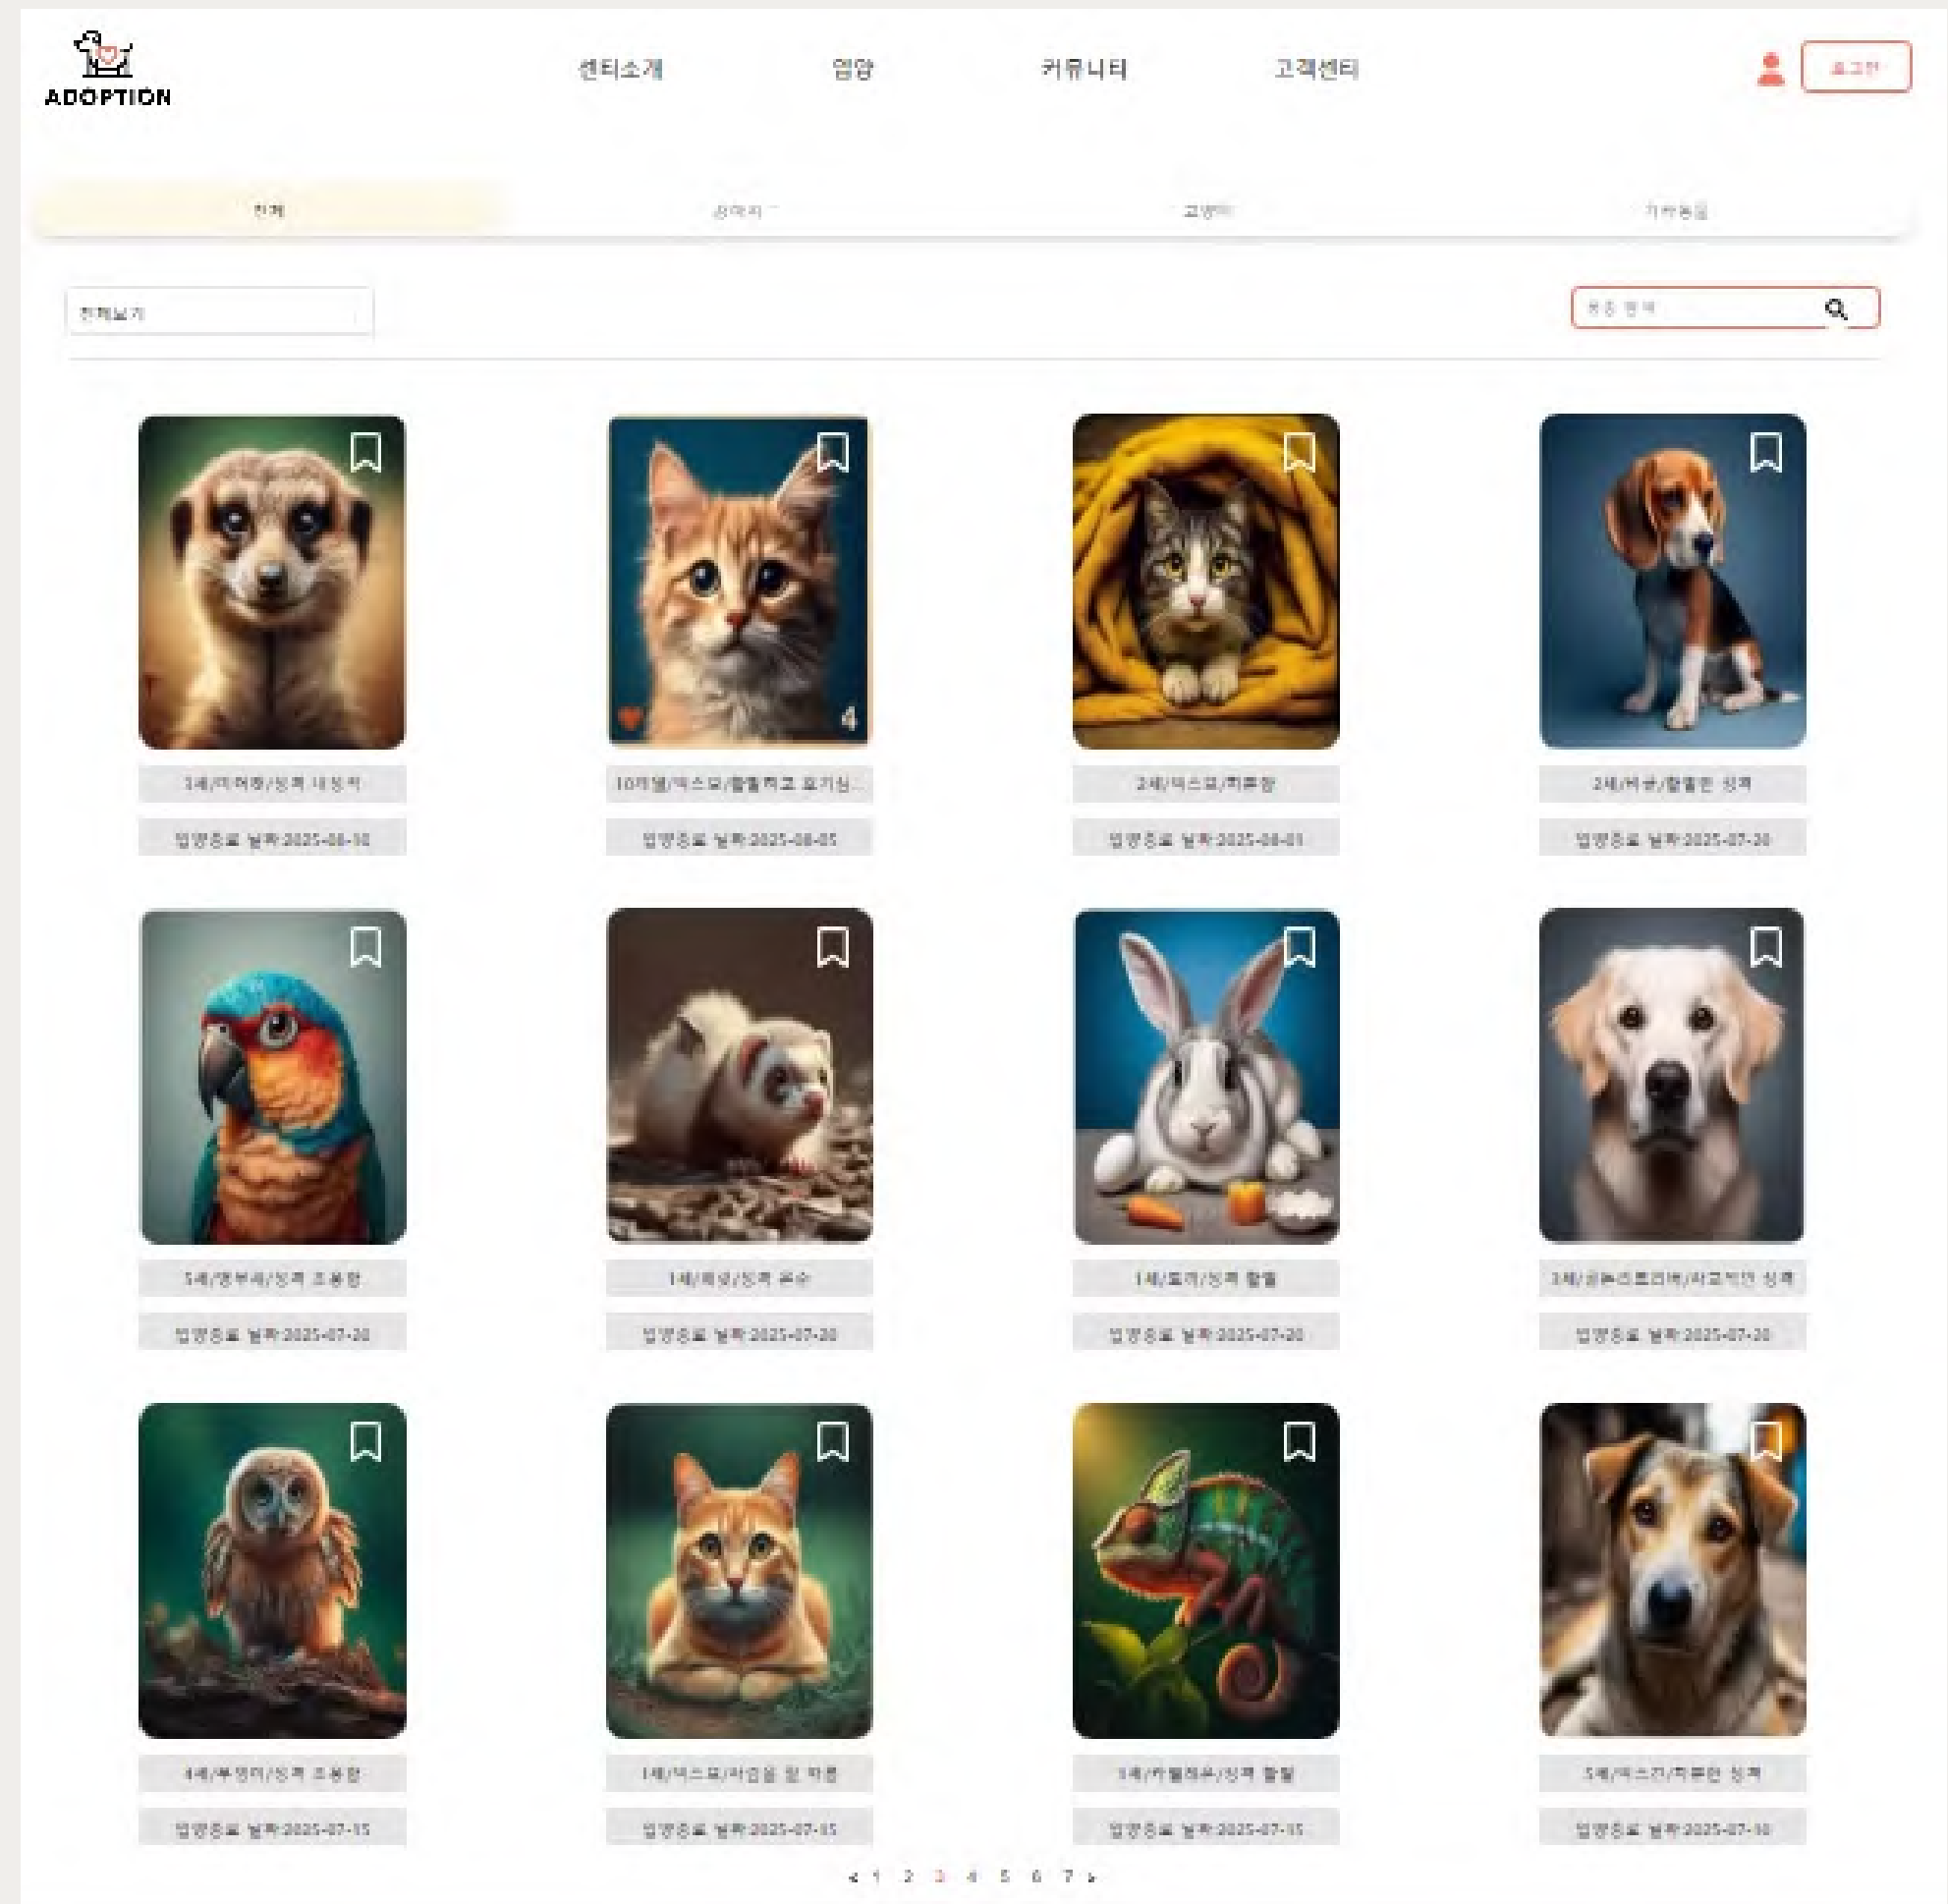 ADOPTION
센터소개 입양 커뮤니티 고객센터
로그인
전체 강아지 고양이 기타동물
전체보기
품종 검색
4
10개월/믹스묘/활발하고 호기심...
2세/믹스묘/차분함
2세/비글/활발한 성격
입양종료 날짜:2025-08-10
입양종료 날짜:2025-08-05
입양종료 날짜:2025-08-01
입양종료 날짜:2025-07-20
5세/앵무새/성격 조용함
1세/페럿/성격 온순
1세/토끼/성격 활발
3세/골든리트리버/사교적인 성격
입양종료 날짜:2025-07-20
입양종료 날짜:2025-07-20
입양종료 날짜:2025-07-20
입양종료 날짜:2025-07-20
4세/부엉이/성격 조용함
1세/믹스묘/사람을 잘 따름
1세/카멜레온/성격 활발
5세/믹스견/차분한 성격
입양종료 날짜:2025-07-15
입양종료 날짜:2025-07-15
입양종료 날짜:2025-07-15
입양종료 날짜:2025-07-10
< 1 2 3 4 5 6 7 >